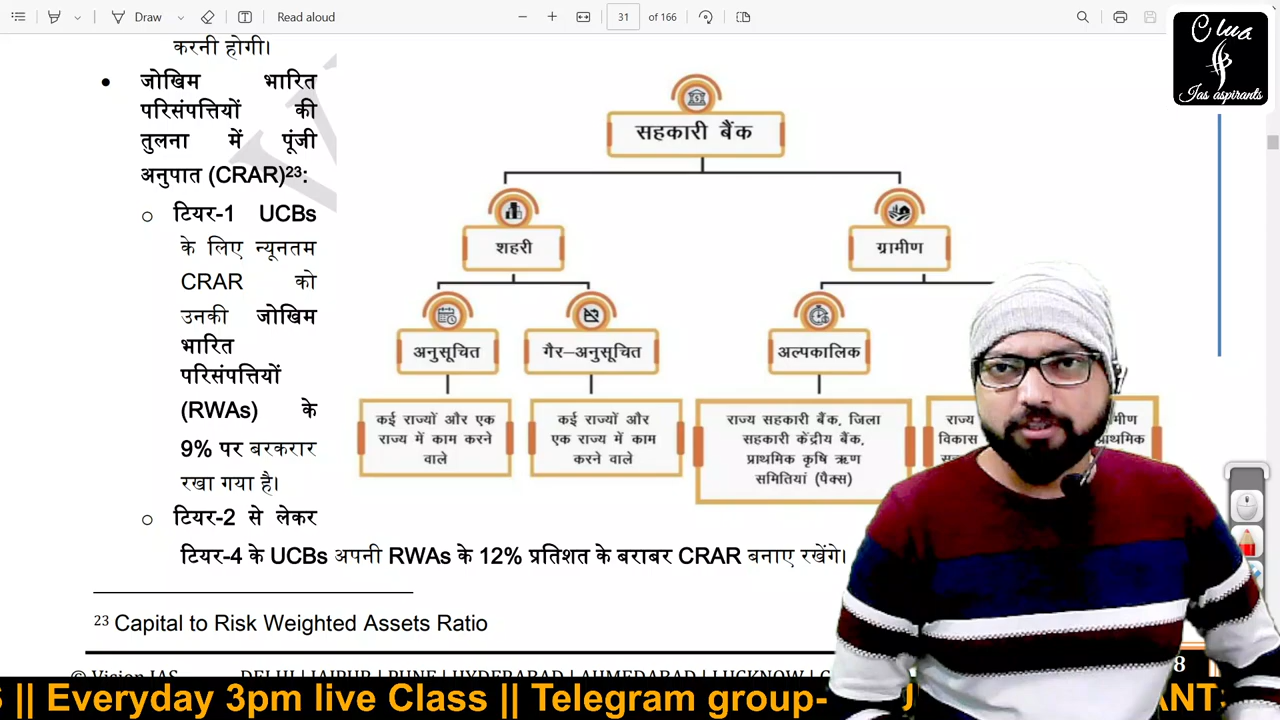 Draw
Read aloud
31
of 166
C lua
Ias aspirants
करनी होगी।
• जोखिम भारित
परिसंपत्तियों की
तुलना में पूंजी
अनुपात (CRAR)23:
o टियर-1 UCBs
के लिए न्यूनतम
CRAR को
उनकी जोखिम
भारित
परिसंपत्तियों
(RWAs) के
9% पर बरकरार
रखा गया है।
o टियर-2 से लेकर
टियर-4 के UCBs अपनी RWAs के 12% प्रतिशत के बराबर CRAR बनाए रखेंगे।
सहकारी बैंक
शहरी
ग्रामीण
अनुसूचित
गैर–अनुसूचित
अल्पकालिक
कई राज्यों और एक
राज्य में काम करने
वाले
कई राज्यों और
एक राज्य में काम
करने वाले
राज्य सहकारी बैंक, जिला
सहकारी केंद्रीय बैंक,
प्राथमिक कृषि ऋण
समितियां (पैक्स)
राज्य
विकास
23 Capital to Risk Weighted Assets Ratio
8
© Vision IAS DELHI | JAIPUR | PUNE | HYDERABAD | AHMEDABAD | LUCKNOW |
|| Everyday 3pm live Class || Telegram group-